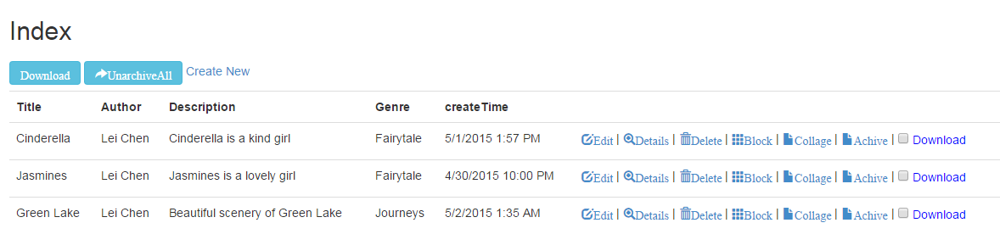 Index
Download UnarchiveAll Create New
Title Author Description Genre createTime
Cinderella Lei Chen Cinderella is a kind girl Fairytale 5/1/2015 1:57 PM Edit | Details | Delete | Block | Collage | Achive | Download
Jasmines Lei Chen Jasmines is a lovely girl Fairytale 4/30/2015 10:00 PM Edit | Details | Delete | Block | Collage | Achive | Download
Green Lake Lei Chen Beautiful scenery of Green Lake Journeys 5/2/2015 1:35 AM Edit | Details | Delete | Block | Collage | Achive | Download